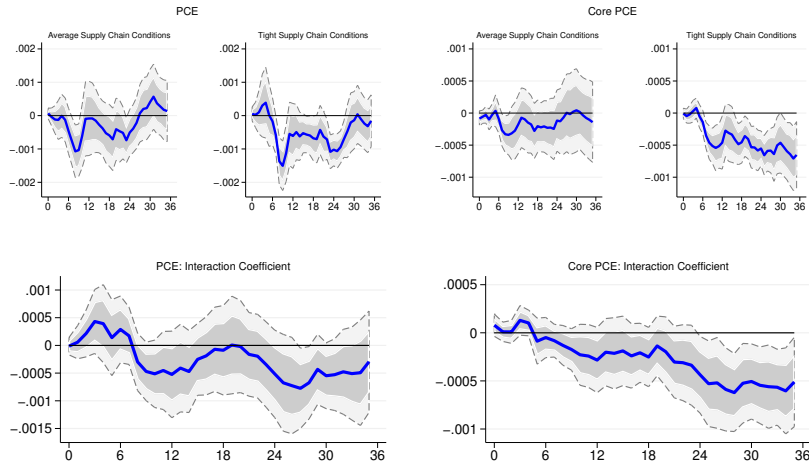 PCE
Core PCE
Average Supply Chain Conditions
Tight Supply Chain Conditions
Average Supply Chain Conditions
Tight Supply Chain Conditions
.002
.001
0
-.001
-.002
0 6 12 18 24 30 36
.002
.001
0
-.001
-.002
0 6 12 18 24 30 36
.001
.0005
0
-.0005
-.001
0 6 12 18 24 30 36
.001
.0005
0
-.0005
-.001
0 6 12 18 24 30 36
PCE: Interaction Coefficient
.001
.0005
0
-.0005
-.001
-.0015
0 6 12 18 24 30 36
Core PCE: Interaction Coefficient
.0005
0
-.0005
-.001
0 6 12 18 24 30 36